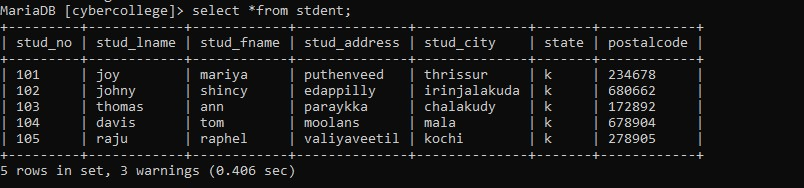 MariaDB [cybercollege]> select *from stdent;
+---------+------------+------------+--------------+--------------+-------+------------+
| stud_no | stud_lname | stud_fname | stud_address | stud_city | state | postalcode |
+---------+------------+------------+--------------+--------------+-------+------------+
| 101 | joy | mariya | puthenveed | thrissur | k | 234678 |
| 102 | johny | shincy | edappilly | irinjalakuda | k | 680662 |
| 103 | thomas | ann | paraykka | chalakudy | k | 172892 |
| 104 | davis | tom | moolans | mala | k | 678904 |
| 105 | raju | raphel | valiyaveetil | kochi | k | 278905 |
+---------+------------+------------+--------------+--------------+-------+------------+
5 rows in set, 3 warnings (0.406 sec)